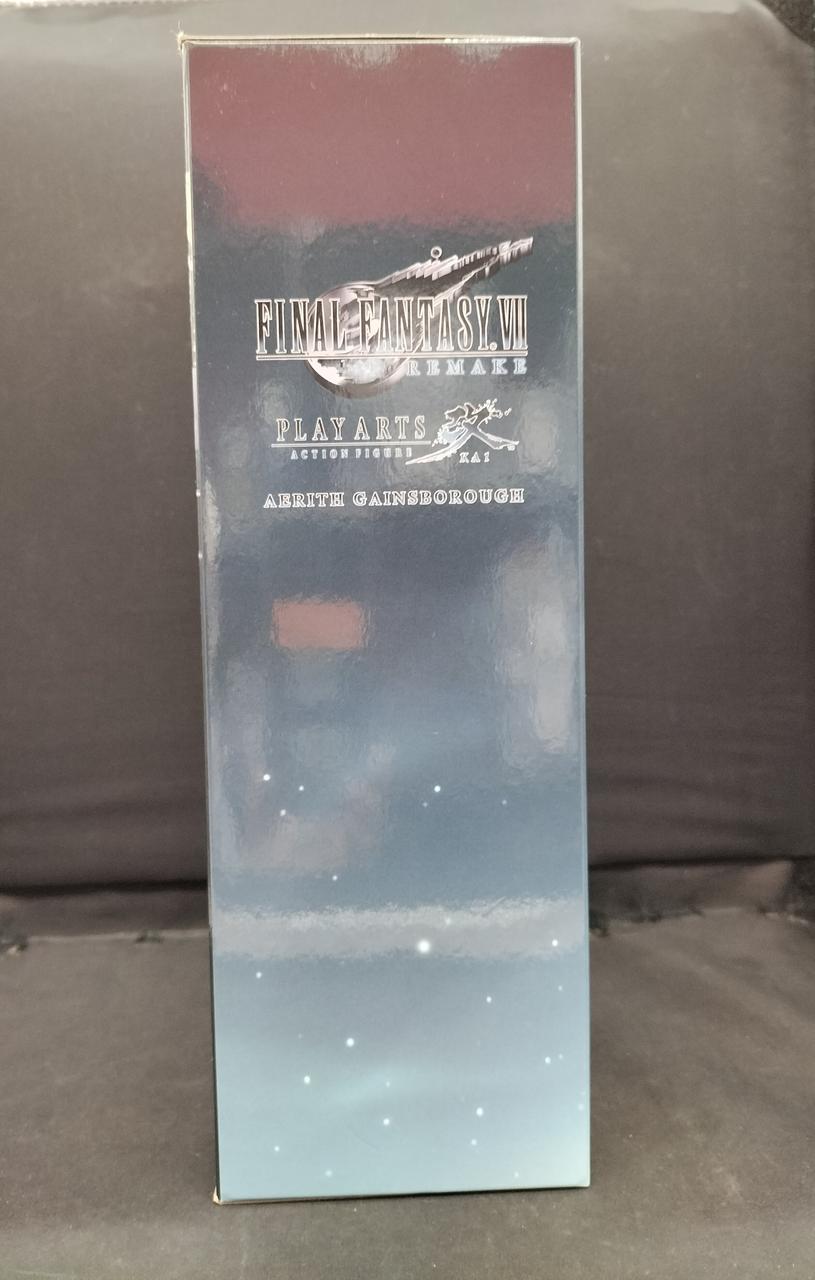 FINAL FANTASY. VII
REMAKE
PLAY ARTS
ACTION FIGURE KAI
AERITH GAINSBOROUGH